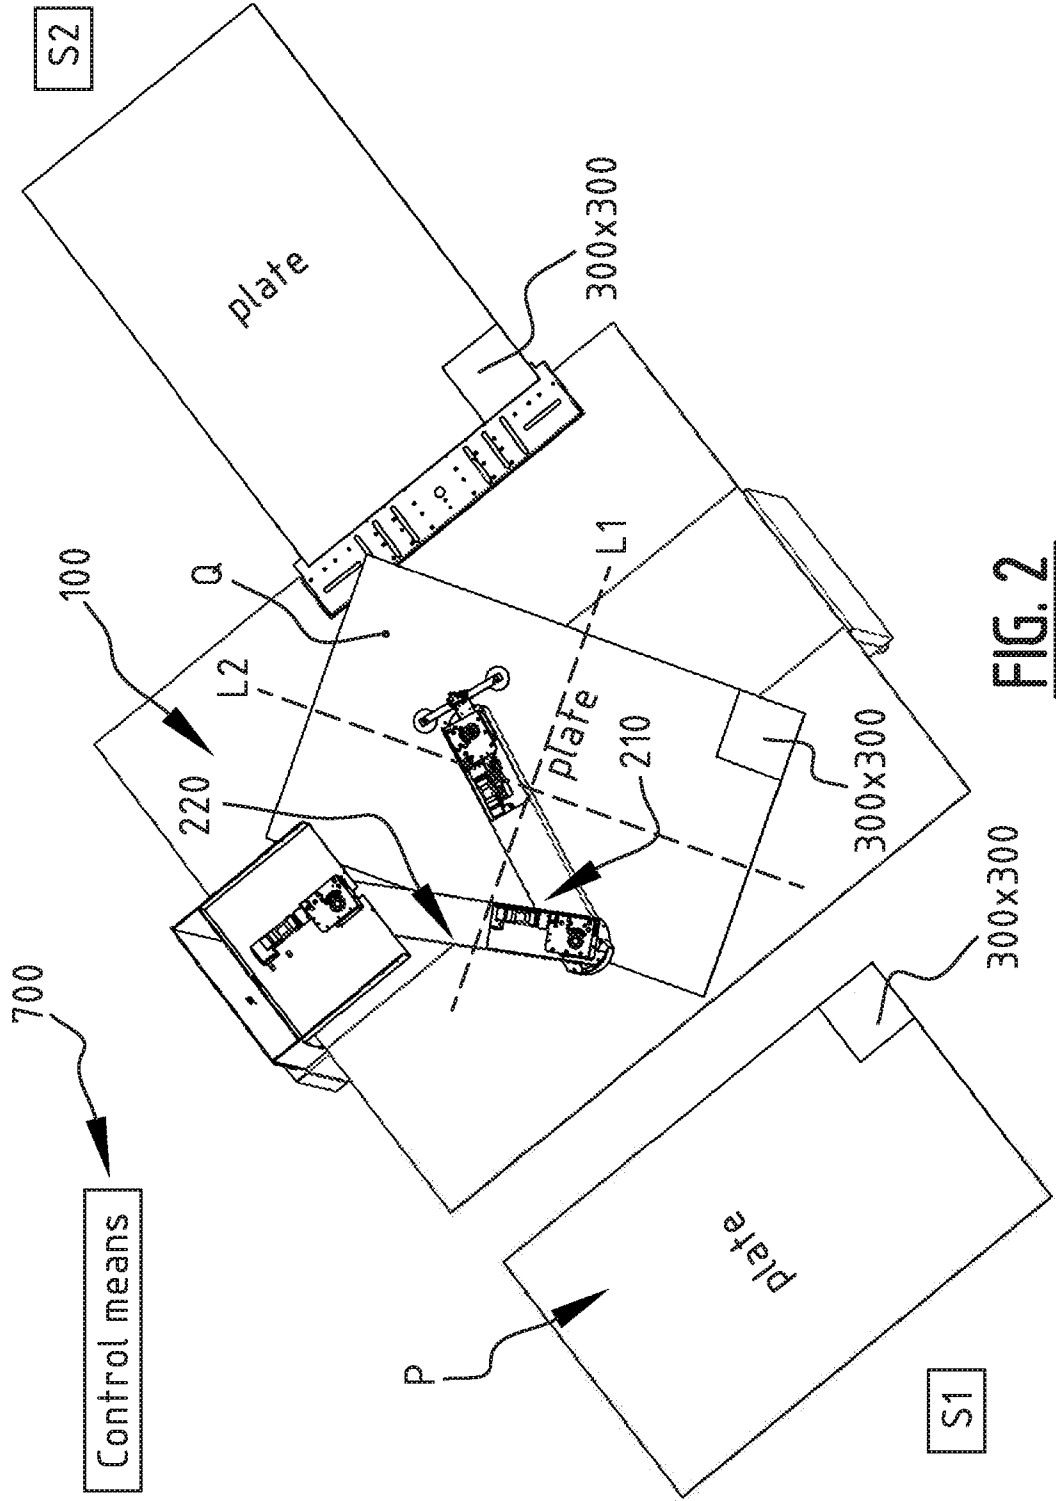 Control means
700
S2
100
Q
L2
220
plate
300x300
L1
plate
210
300x300
300x300
P
plate
S1
FIG. 2